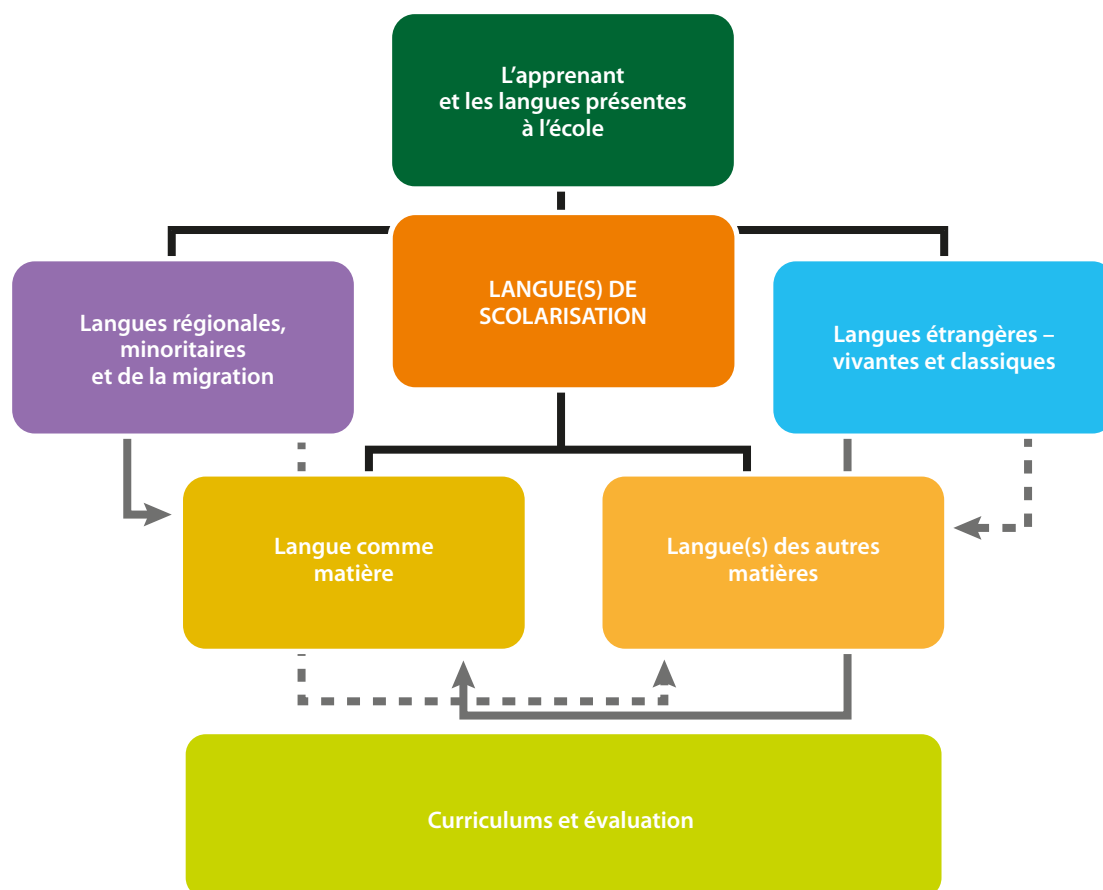 L’apprenant
et les langues présentes
à l’école
LANGUE(S) DE
SCOLARISATION
Langues régionales,
minoritaires
et de la migration
Langues étrangères –
vivantes et classiques
Langue comme
matière
Langue(s) des autres
matières
Curriculums et évaluation